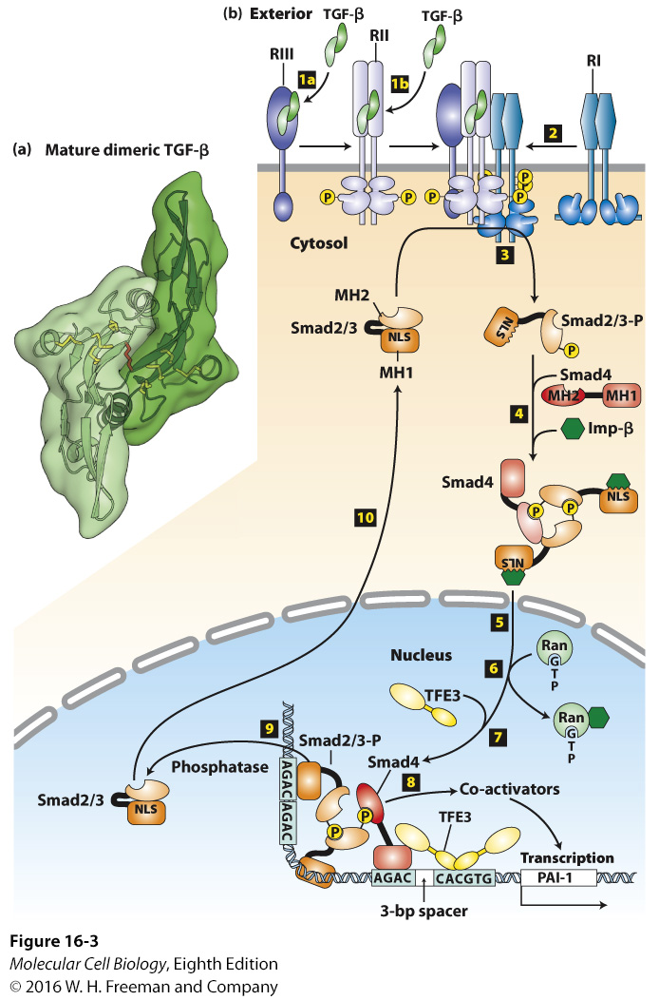 (b) Exterior
TGF-β
TGF-β
RIII
RII
RI
1a
1b
2
(a) Mature dimeric TGF-β
P
P
P
P
P
P
P
Cytosol
3
MH2
Smad2/3
NLS
MH1
NLS
Smad2/3-P
P
Smad4
MH2
MH1
4
Imp-β
Smad4
P
P
NLS
NLS
10
5
Nucleus
6
Ran
G
T
P
TFE3
7
Ran
G
T
P
9
Smad2/3-P
Phosphatase
Smad4
8
Co-activators
Smad2/3
NLS
AGAC
AGAC
P
P
TFE3
Transcription
AGAC
CACGTG
PAI-1
3-bp spacer
Figure 16-3
Molecular Cell Biology, Eighth Edition
© 2016 W. H. Freeman and Company